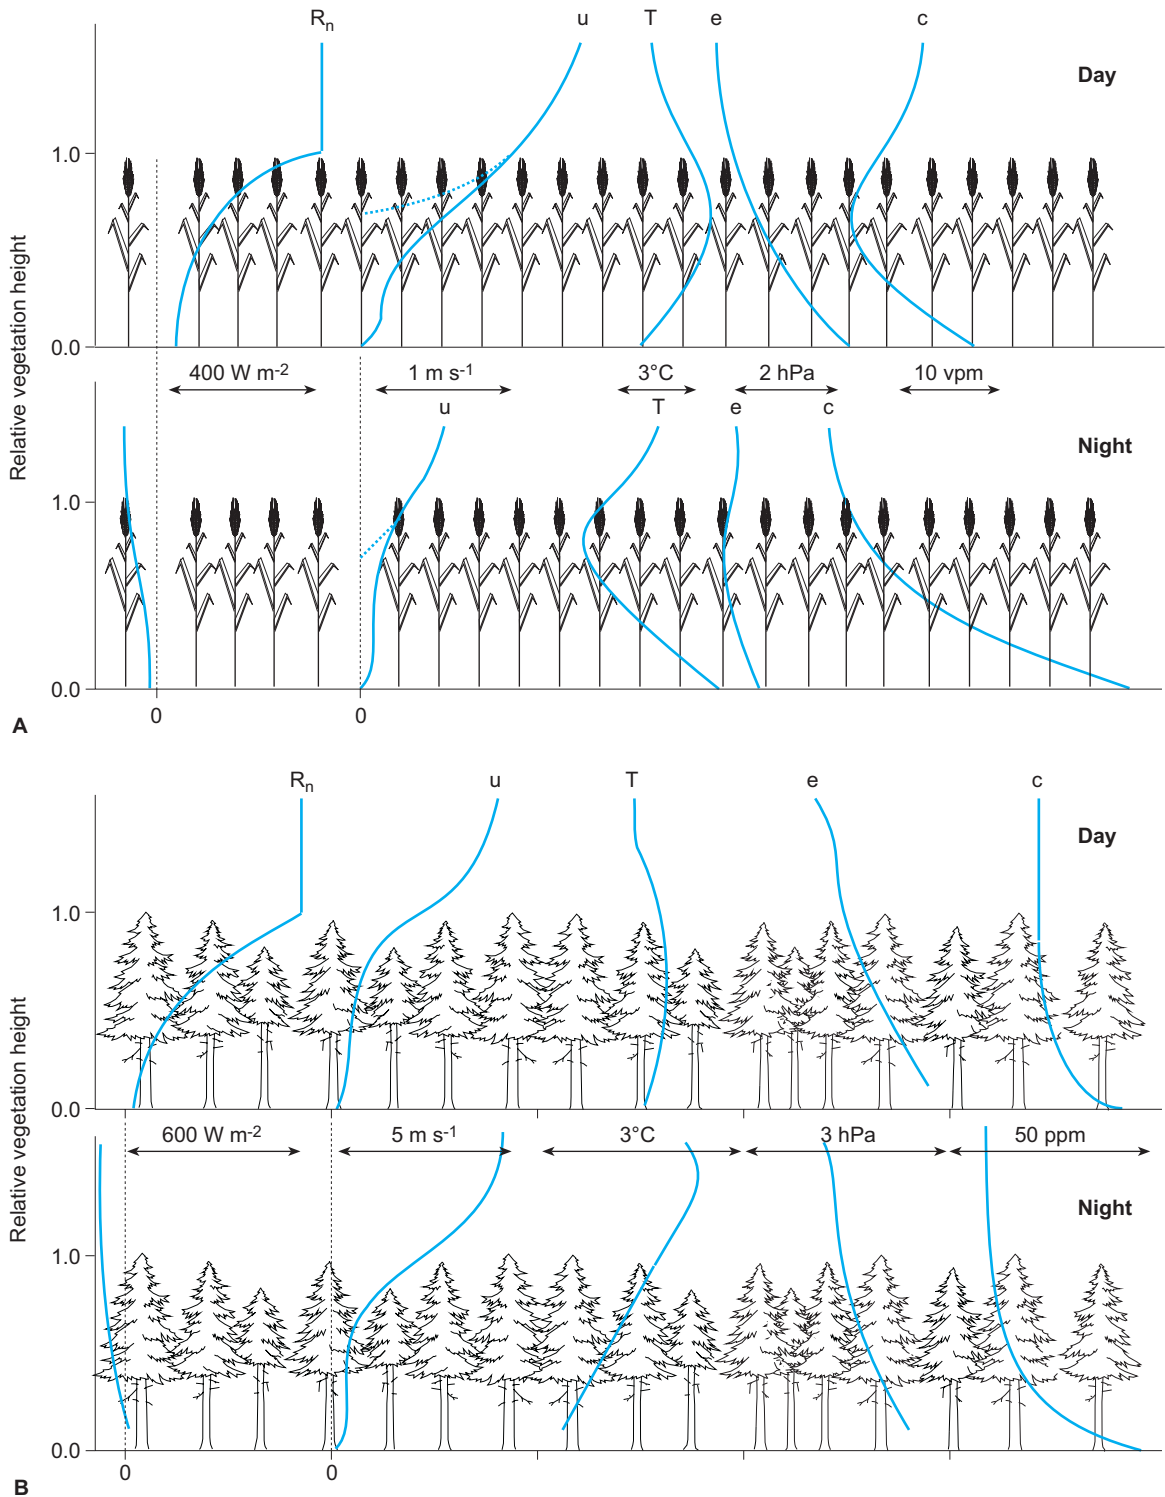 R_n u T e c
Day
1.0
Relative vegetation height
0.0
400 W m⁻² 1 m s⁻¹ 3°C 2 hPa 10 vpm
u T e c
Night
1.0
0.0
0 0
A
R_n u T e c
Day
1.0
Relative vegetation height
0.0
600 W m⁻² 5 m s⁻¹ 3°C 3 hPa 50 ppm
Night
1.0
0.0
0 0
B